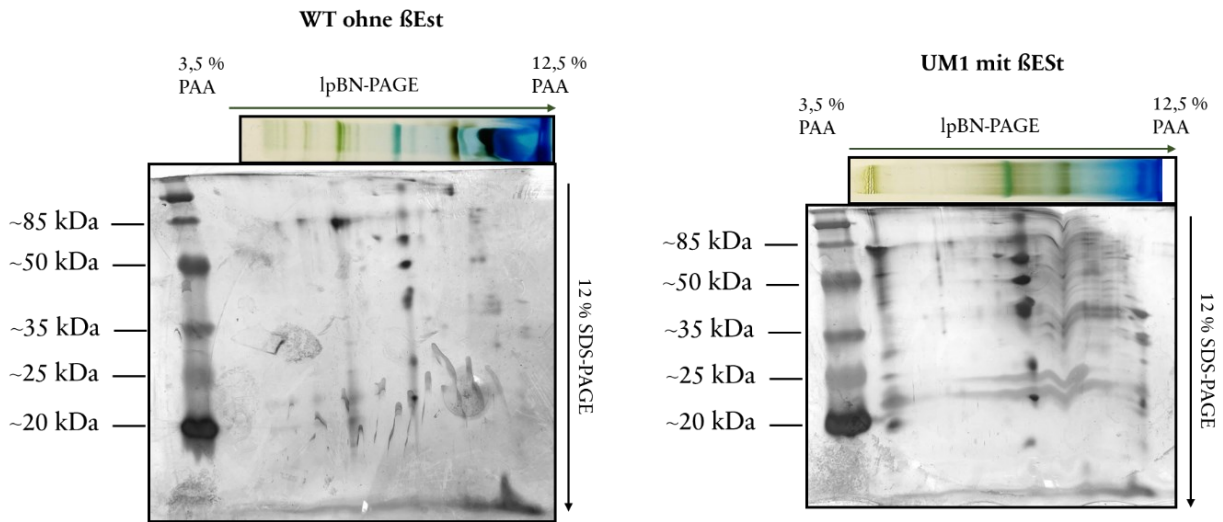 WT ohne ßEst
3,5 %
PAA
lpBN-PAGE
12,5 %
PAA
~85 kDa
~50 kDa
~35 kDa
~25 kDa
~20 kDa
12 % SDS-PAGE
UM1 mit ßESt
3,5 %
PAA
lpBN-PAGE
12,5 %
PAA
~85 kDa
~50 kDa
~35 kDa
~25 kDa
~20 kDa
12 % SDS-PAGE